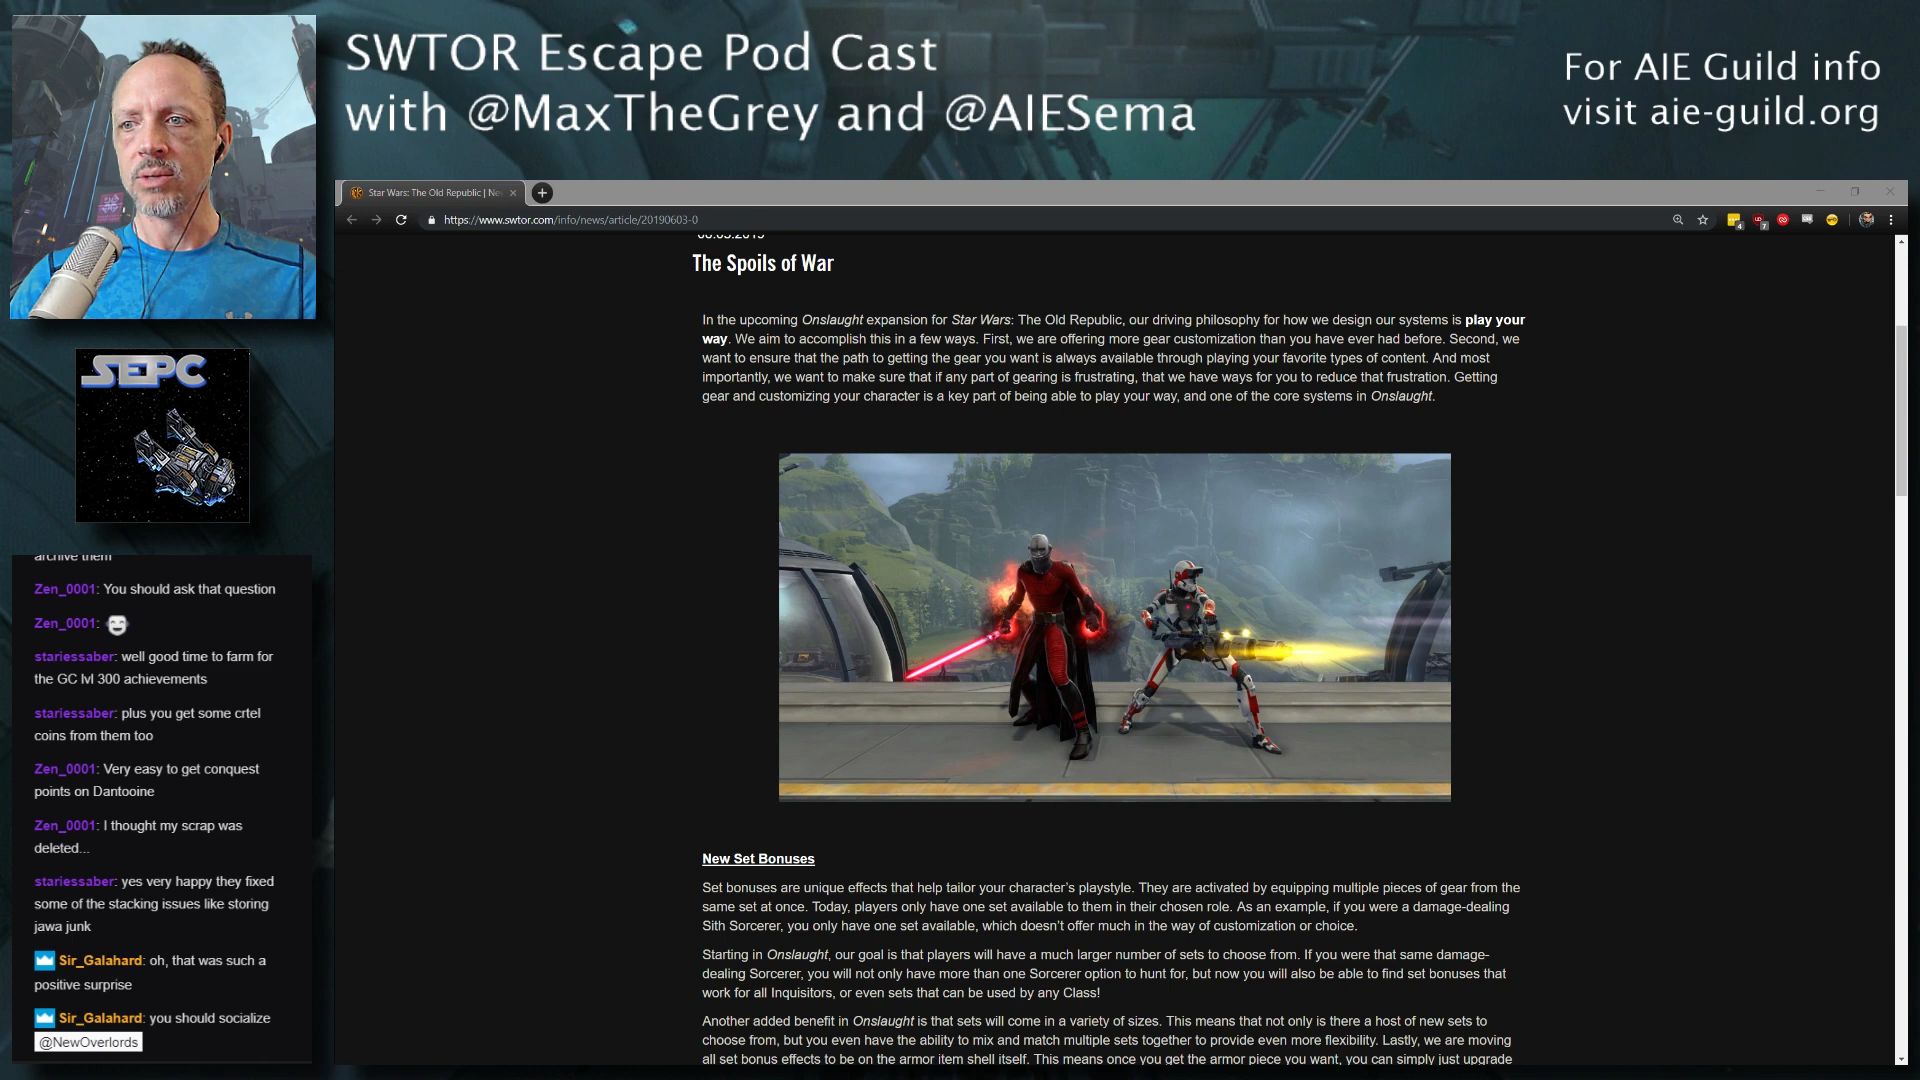 SWTOR Escape Pod Cast
with @MaxTheGrey and @AIESema
For AIE Guild info
visit aie-guild.org
SEPC
archive them
Zen_0001: You should ask that question
Zen_0001:
stariessaber: well good time to farm for
the GC lvl 300 achievements
stariessaber: plus you get some crtel
coins from them too
Zen_0001: Very easy to get conquest
points on Dantooine
Zen_0001: I thought my scrap was
deleted...
stariessaber: yes very happy they fixed
some of the stacking issues like storing
jawa junk
Sir_Galahard: oh, that was such a
positive surprise
Sir_Galahard: you should socialize
@NewOverlords
Star Wars: The Old Republic | Ne
https://www.swtor.com/info/news/article/20190603-0
4
7
06.03.2019
The Spoils of War
In the upcoming Onslaught expansion for Star Wars: The Old Republic, our driving philosophy for how we design our systems is play your
way. We aim to accomplish this in a few ways. First, we are offering more gear customization than you have ever had before. Second, we
want to ensure that the path to getting the gear you want is always available through playing your favorite types of content. And most
importantly, we want to make sure that if any part of gearing is frustrating, that we have ways for you to reduce that frustration. Getting
gear and customizing your character is a key part of being able to play your way, and one of the core systems in Onslaught.
New Set Bonuses
Set bonuses are unique effects that help tailor your character's playstyle. They are activated by equipping multiple pieces of gear from the
same set at once. Today, players only have one set available to them in their chosen role. As an example, if you were a damage-dealing
Sith Sorcerer, you only have one set available, which doesn't offer much in the way of customization or choice.
Starting in Onslaught, our goal is that players will have a much larger number of sets to choose from. If you were that same damage-
dealing Sorcerer, you will not only have more than one Sorcerer option to hunt for, but now you will also be able to find set bonuses that
work for all Inquisitors, or even sets that can be used by any Class!
Another added benefit in Onslaught is that sets will come in a variety of sizes. This means that not only is there a host of new sets to
choose from, but you even have the ability to mix and match multiple sets together to provide even more flexibility. Lastly, we are moving
all set bonus effects to be on the armor item shell itself. This means once you get the armor piece you want, you can simply just upgrade